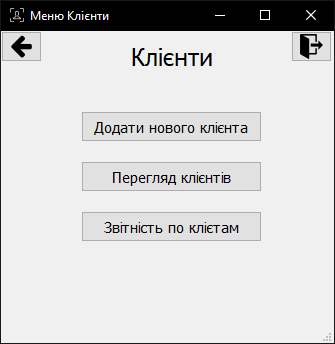 Меню Клієнти
Клієнти
Додати нового клієнта
Перегляд клієнтів
Звітність по клієтам